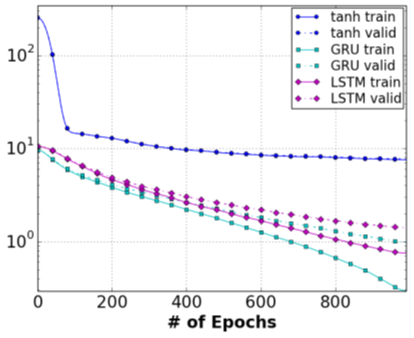 tanh train
tanh valid
GRU train
GRU valid
LSTM train
LSTM valid
10²
10¹
10⁰
0 200 400 600 800
# of Epochs